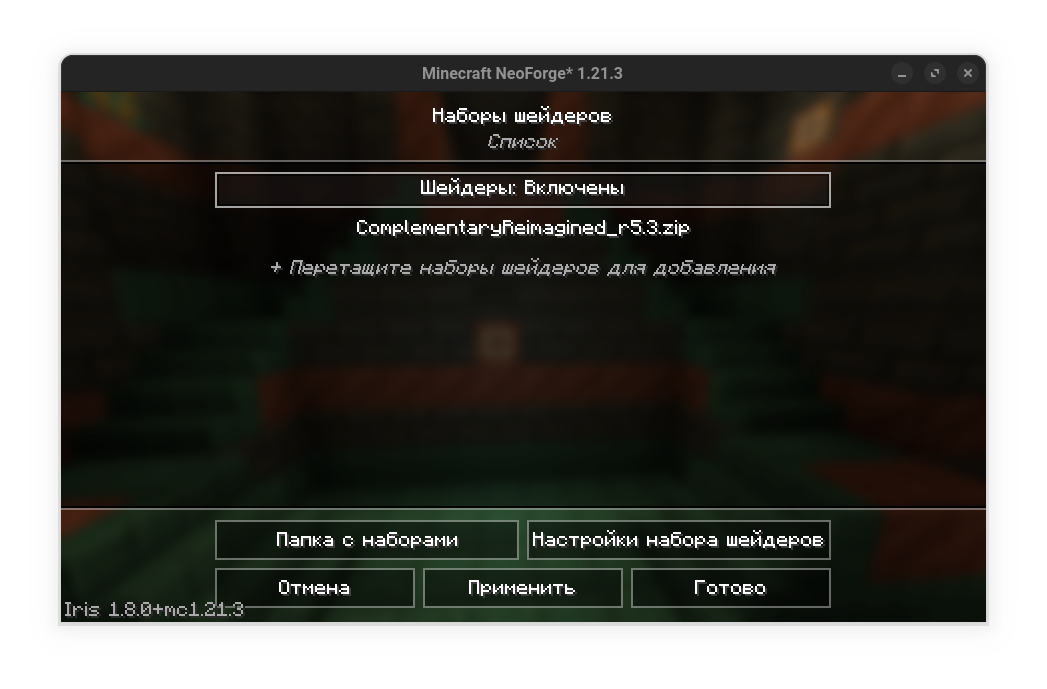 Minecraft NeoForge* 1.21.3
Наборы шейдеров
Список
Шейдеры: Включены
ComplementaryReimagined_r5.3.zip
+ Перетащите наборы шейдеров для добавления
Папка с наборами
Настройки набора шейдеров
Отмена
Применить
Готово
Iris 1.8.0+mc1.21.3